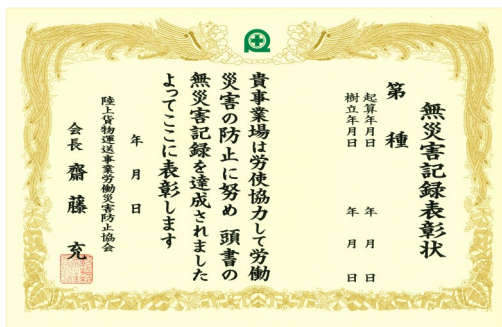 無災害記録表彰状
第 種
起算年月日 年 月 日
樹立年月日 年 月 日
貴事業場は労使協力して労働
災害の防止に努め 頭書の
無災害記録を達成されました
よってここに表彰します
年 月 日
陸上貨物運送事業労働災害防止協会
会長 齋藤 充